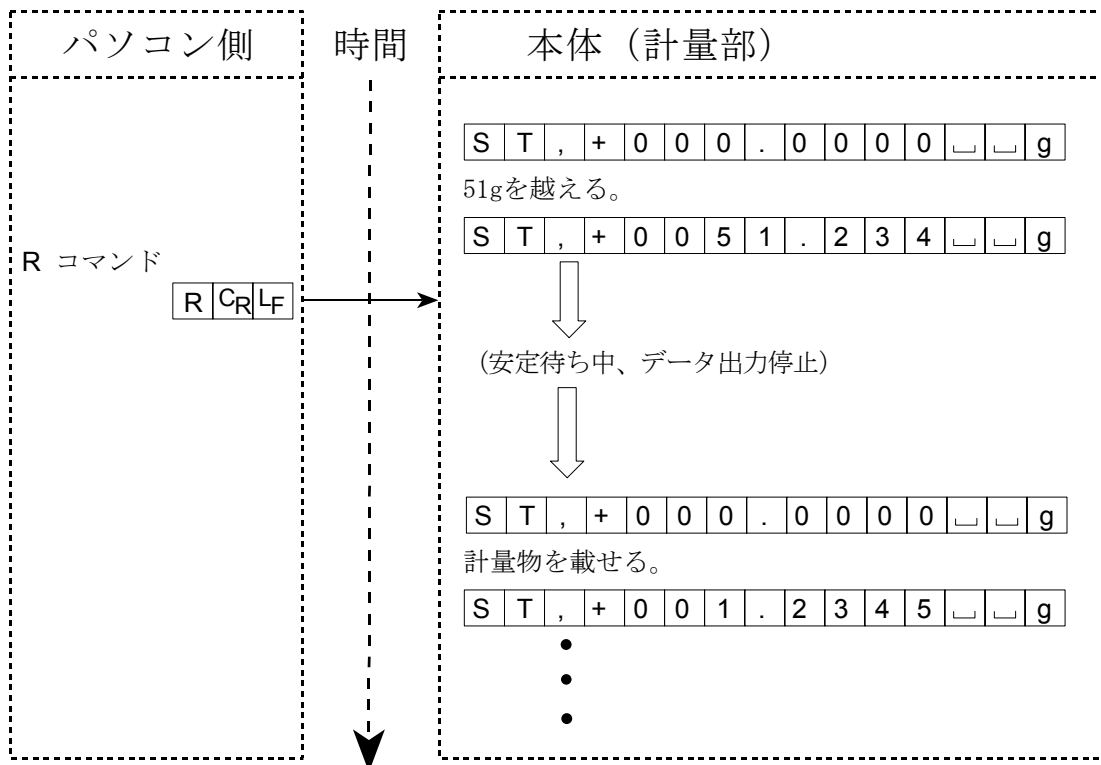 パソコン側 時間 本体（計量部）
ST,+000.0000␣␣g
51gを越える。
ST,+0051.234␣␣g
R コマンド
R CR LF
(安定待ち中、データ出力停止)
ST,+000.0000␣␣g
計量物を載せる。
ST,+001.2345␣␣g